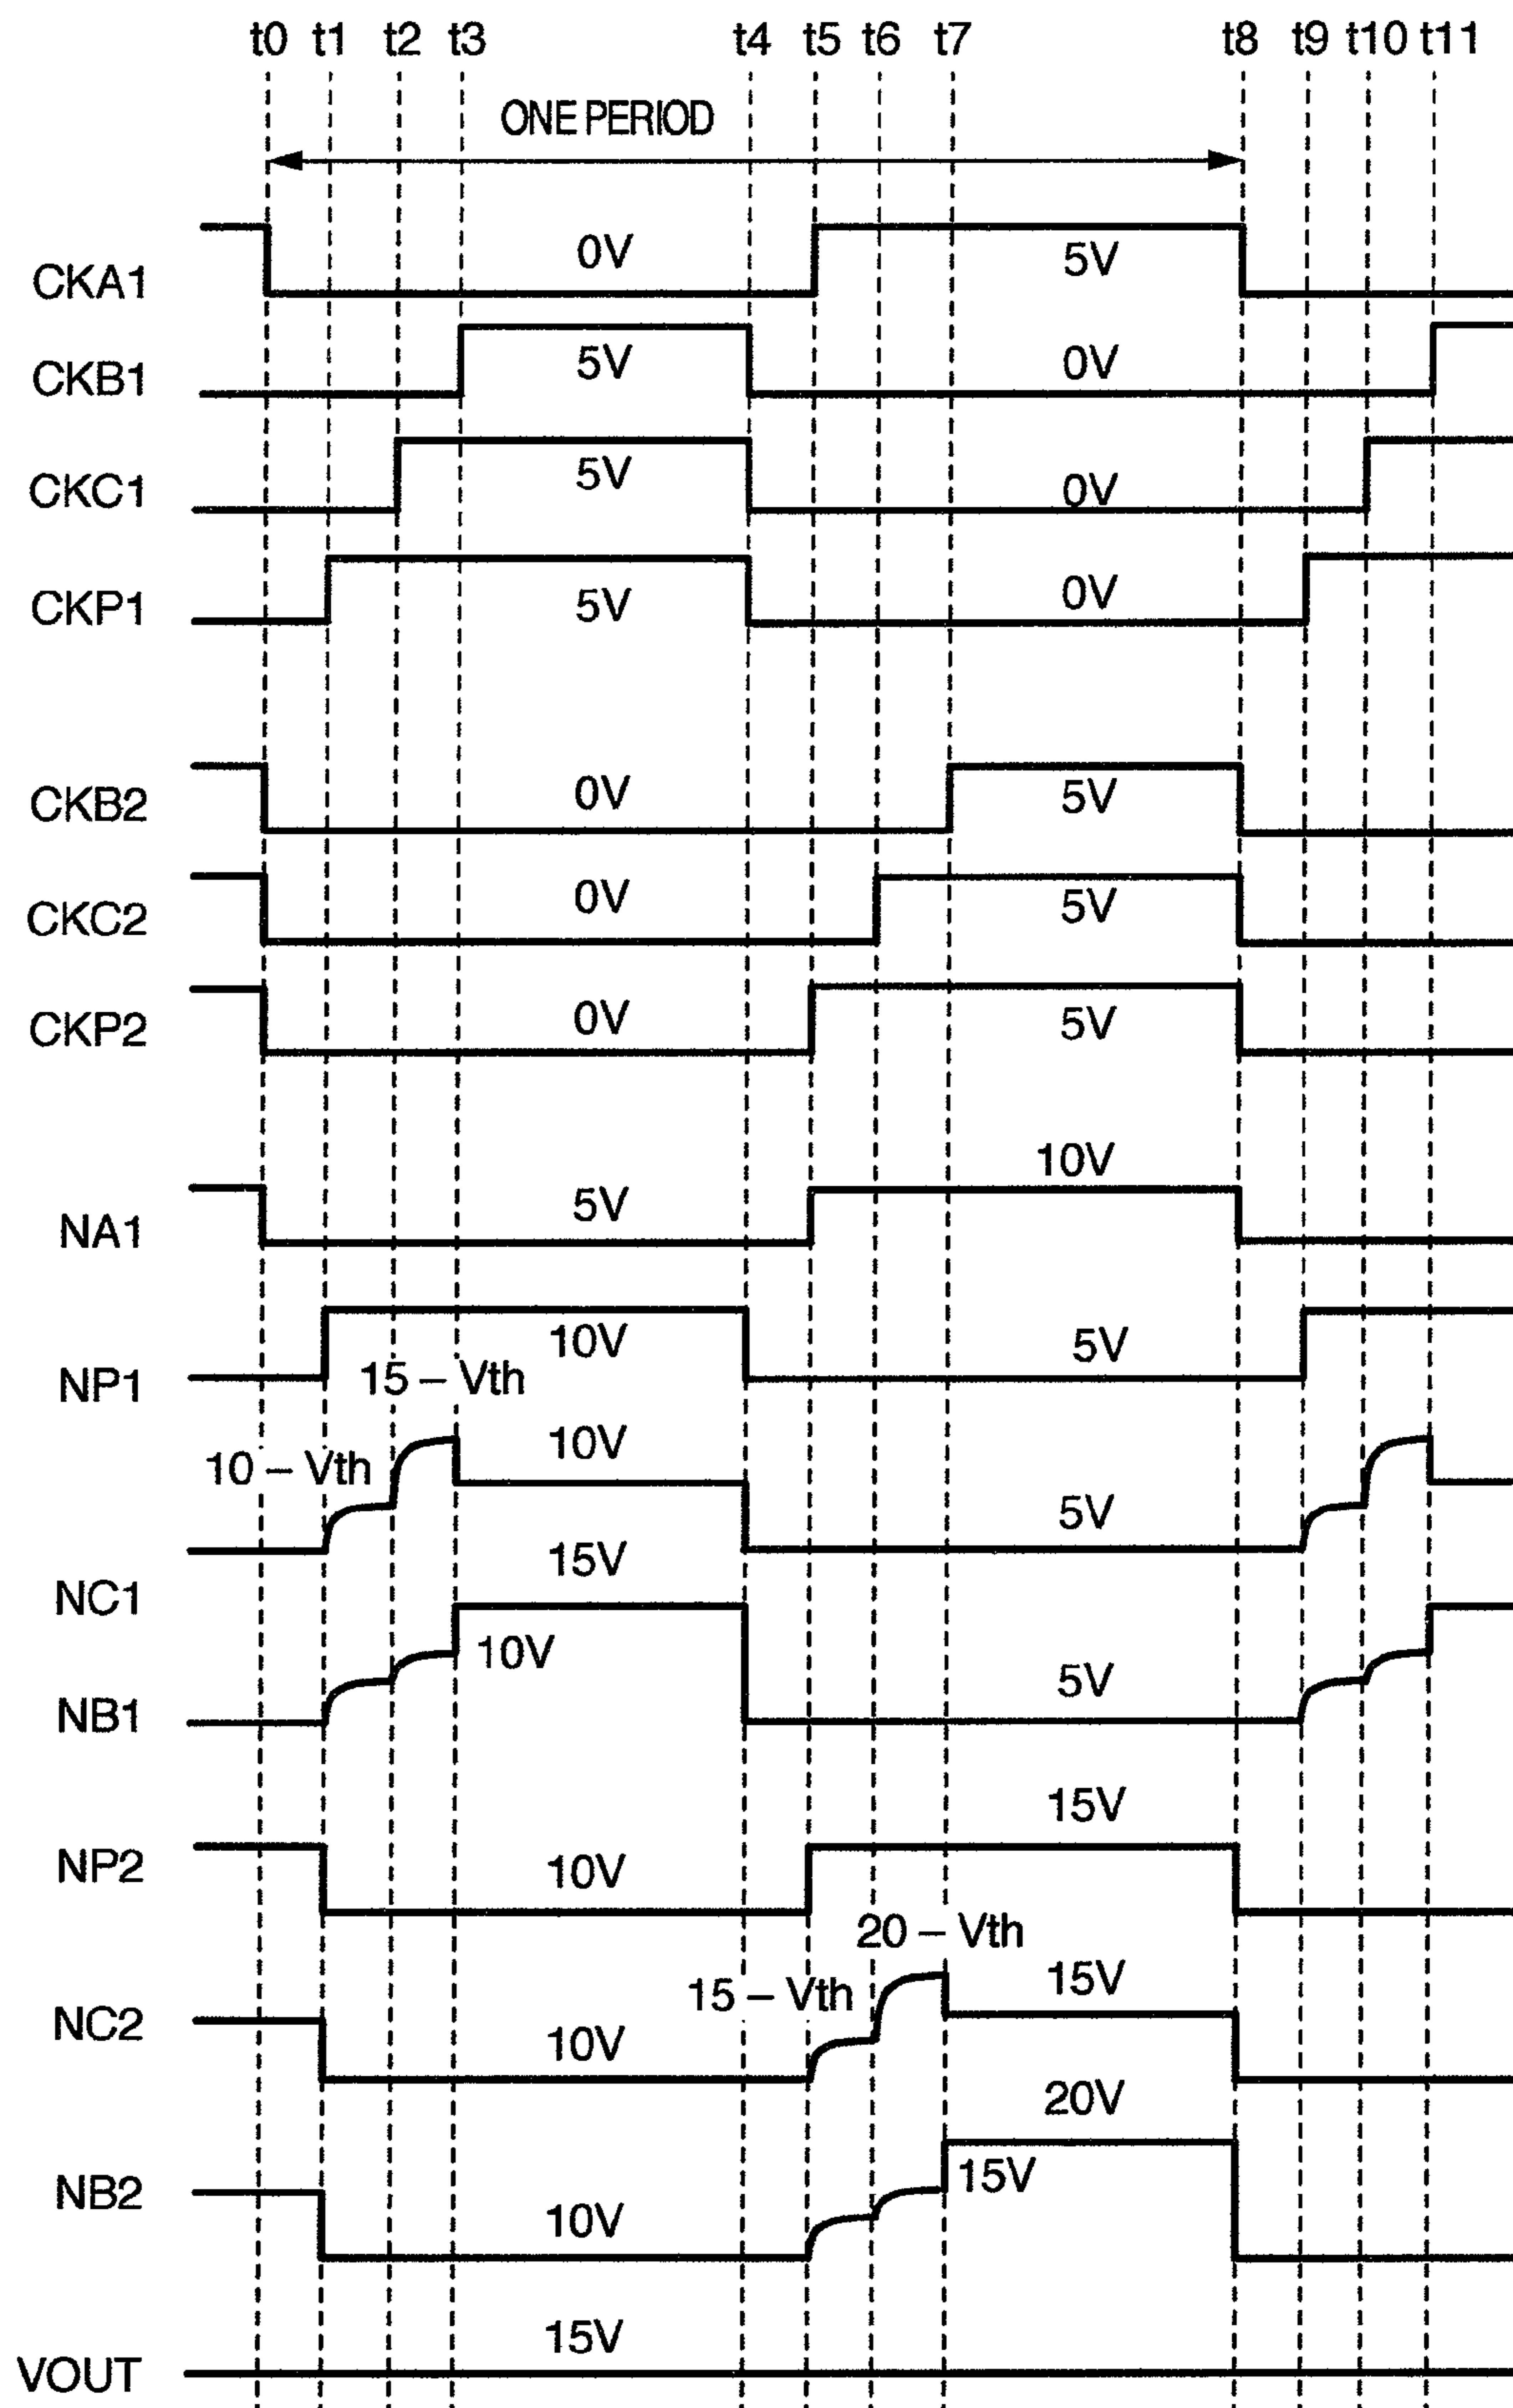 t0 t1 t2 t3 t4 t5 t6 t7 t8 t9 t10 t11
ONE PERIOD
CKA1 0V 5V
CKB1 5V 0V
CKC1 5V 0V
CKP1 5V 0V
CKB2 0V 5V
CKC2 0V 5V
CKP2 0V 5V
10V
NA1 5V
NP1 10V 5V
15 – Vth
10 – Vth 10V
5V
15V
NC1
10V
NB1 5V
15V
NP2 10V
20 – Vth
15 – Vth 15V
NC2 10V
20V
15V
NB2 10V
15V
VOUT